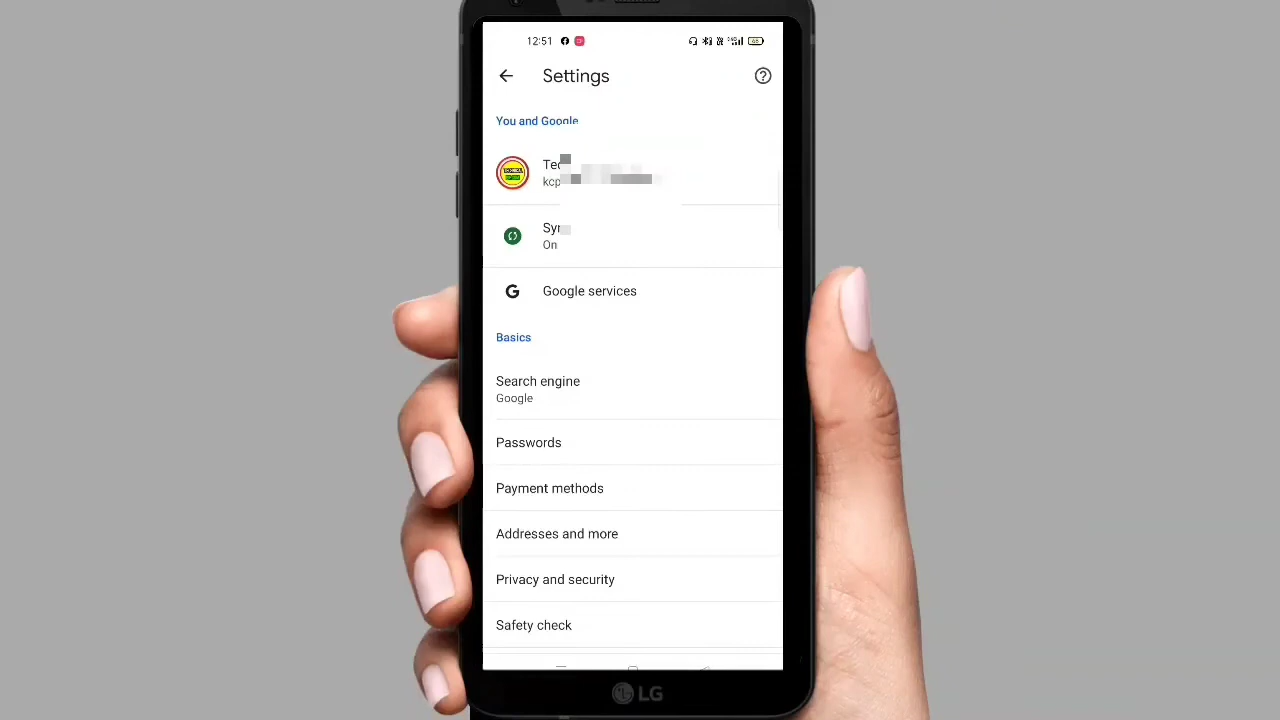 12:51
Settings
You and Google
On
Google services
Basics
Search engine
Google
Passwords
Payment methods
Addresses and more
Privacy and security
Safety check
LG